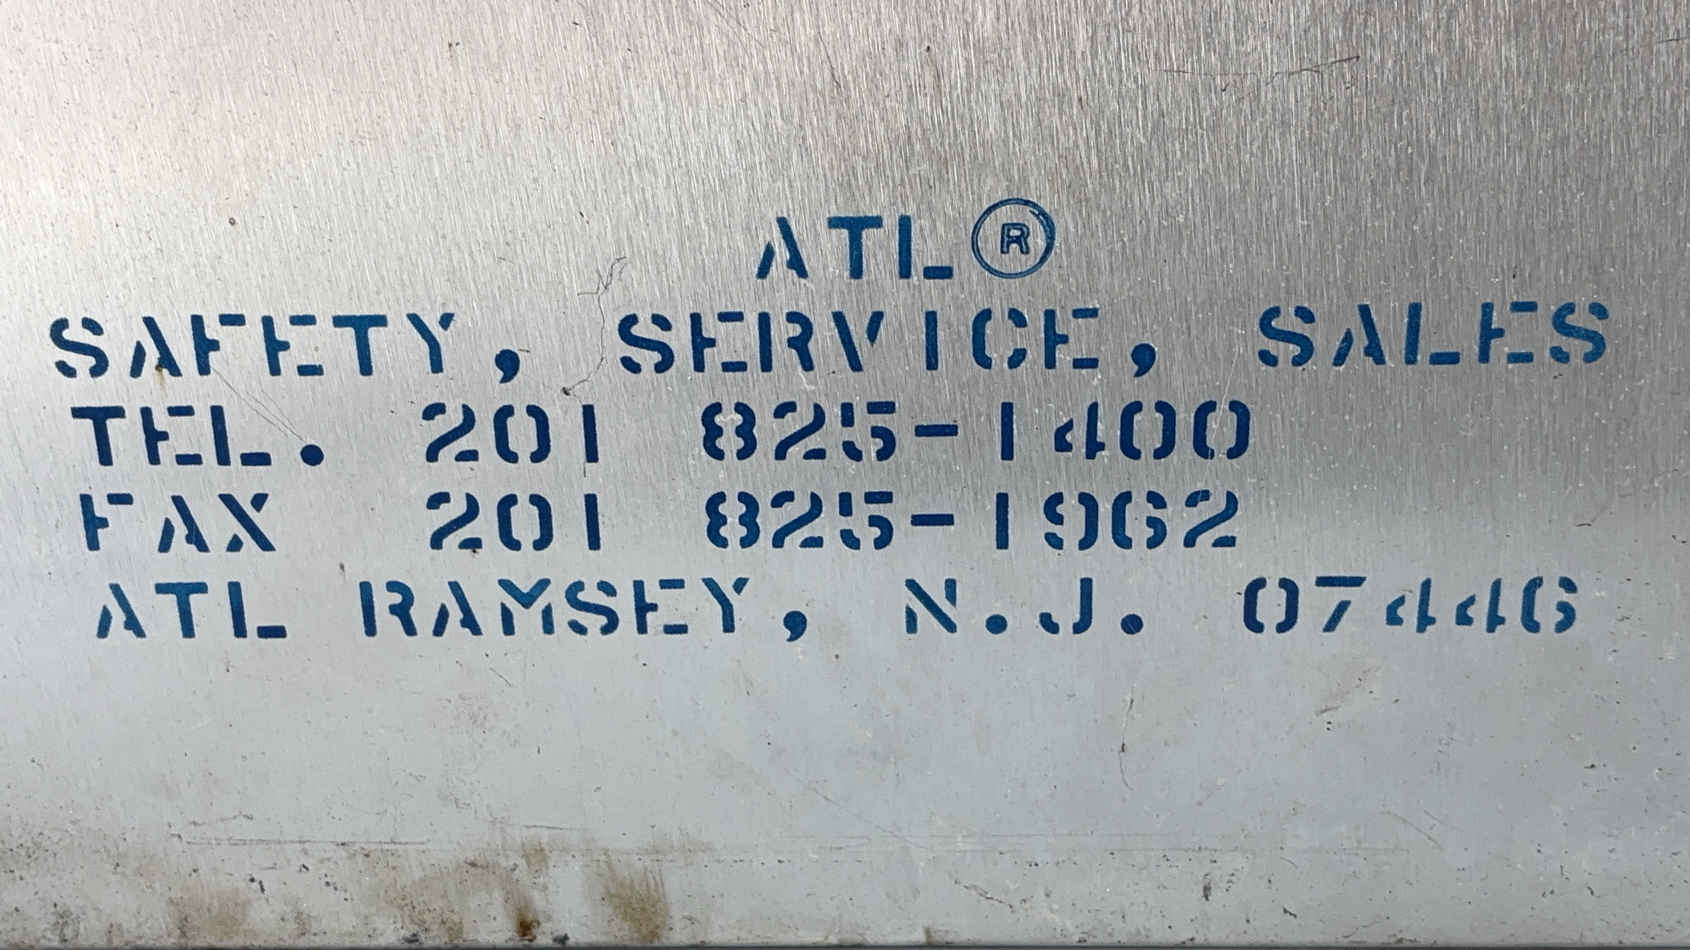 ATL®
SAFETY, SERVICE, SALES
TEL. 201 825-1400
FAX 201 825-1962
ATL RAMSEY, N.J. 07446